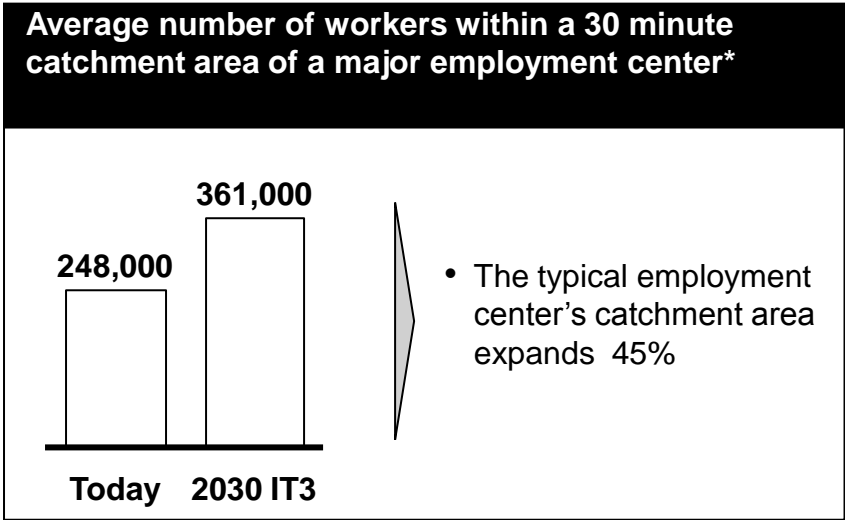 Average number of workers within a 30 minute
catchment area of a major employment center*
361,000
248,000
• The typical employment
center's catchment area
expands 45%
Today 2030 IT3